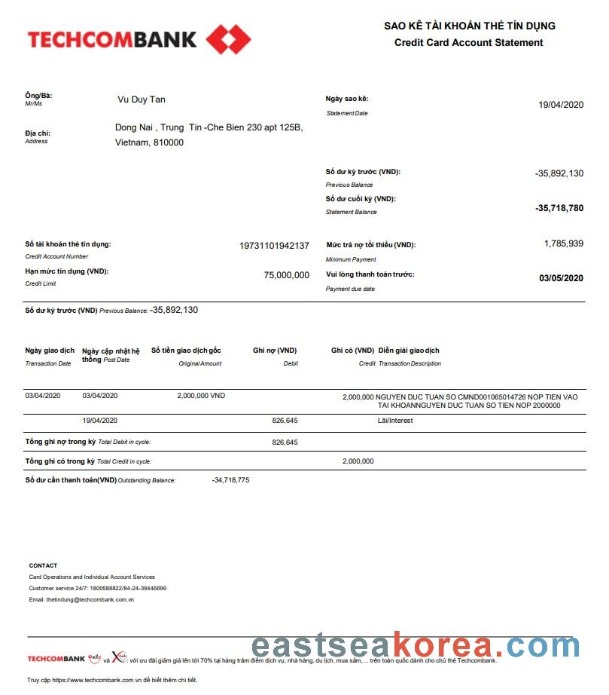 TECHCOMBANK
SAO KÊ TÀI KHOẢN THẺ TÍN DỤNG
Credit Card Account Statement
Ông/Bà:
Mr/Ms
Vu Duy Tan
Ngày sao kê:
Statement Date
19/04/2020
Địa chỉ:
Address
Dong Nai , Trung Tin -Che Bien 230 apt 125B,
Vietnam, 810000
Số dư kỳ trước (VND):
Previous Balance
-35,892,130
Số dư cuối kỳ (VND):
Statement Balance
-35,718,780
Số tài khoản thẻ tín dụng:
Credit Account Number
19731101942137
Mức trả nợ tối thiểu (VND):
Minimum Payment
1,785,939
Hạn mức tín dụng (VND):
Credit Limit
75,000,000
Vui lòng thanh toán trước:
Payment due date
03/05/2020
Số dư kỳ trước (VND) Previous Balance: -35,892,130
Ngày giao dịch Ngày cập nhật hệ thống Số tiền giao dịch gốc Ghi nợ (VND) Ghi có (VND) Diễn giải giao dịch
Transaction Date Post Date Original Amount Debit Credit Transaction Description
03/04/2020 03/04/2020 2,000,000 VND 2,000,000 NGUYEN DUC TUAN SO CMND001065014726 NOP TIEN VAO
TAI KHOANNGUYEN DUC TUAN SO TIEN NOP 2000000
19/04/2020 826,645 Lãi/Interest
Tổng ghi nợ trong kỳ Total Debit in cycle: 826,645
Tổng ghi có trong kỳ Total Credit in cycle: 2,000,000
Số dư cần thanh toán(VND) Outstanding Balance: -34,718,775
CONTACT
Card Operations and Individual Account Services
Customer service 24/7: 1800588822/84-24-39446699
Email: thetindung@techcombank.com.vn
eastseakorea.com
TECHCOMBANK và : với ưu đãi giảm giá lên tới 70% tại hàng trăm điểm dịch vụ, nhà hàng, du lịch, mua sắm,... trên toàn quốc dành cho chủ thẻ Techcombank.
Truy cập https://www.techcombank.com.vn để biết thêm chi tiết.